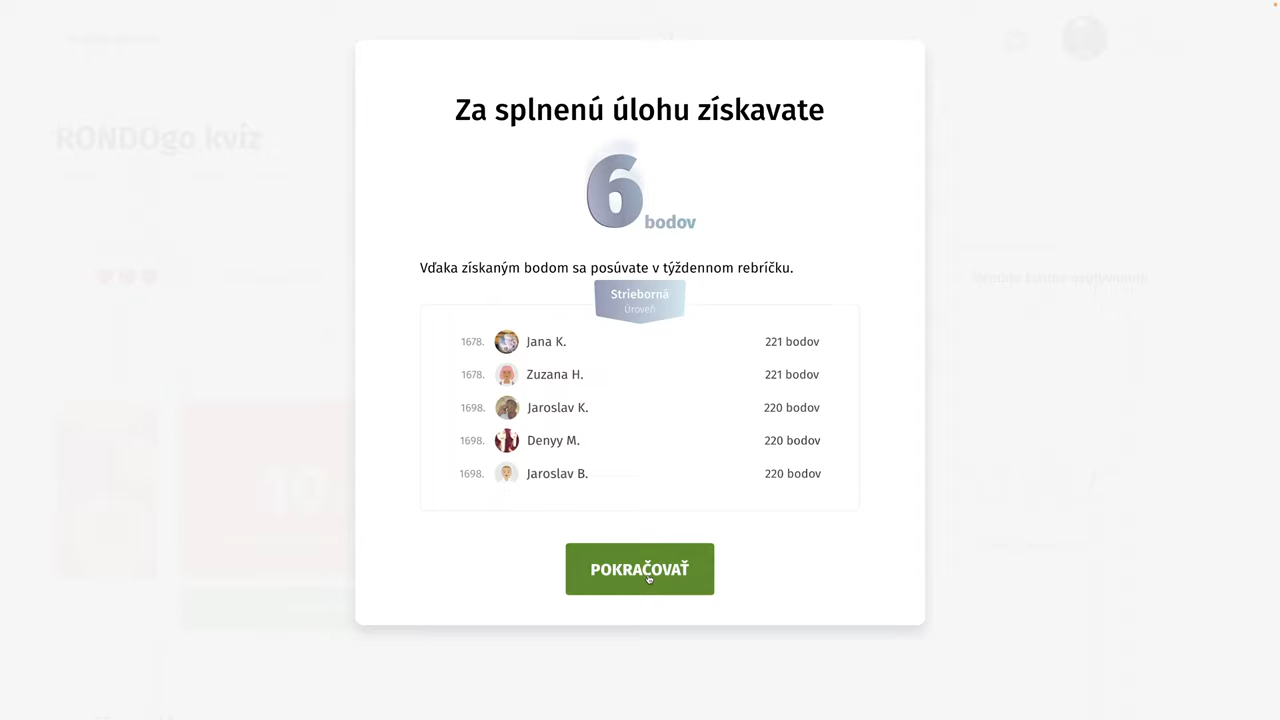 RONDOgo kvíz
Za splnenú úlohu získavate
6 bodov
Vďaka získaným bodom sa posúvate v týždennom rebríčku.
Strieborná
Úroveň
1678. Jana K. 221 bodov
1678. Zuzana H. 221 bodov
1698. Jaroslav K. 220 bodov
1698. Denyy M. 220 bodov
1698. Jaroslav B. 220 bodov
POKRAČOVAŤ